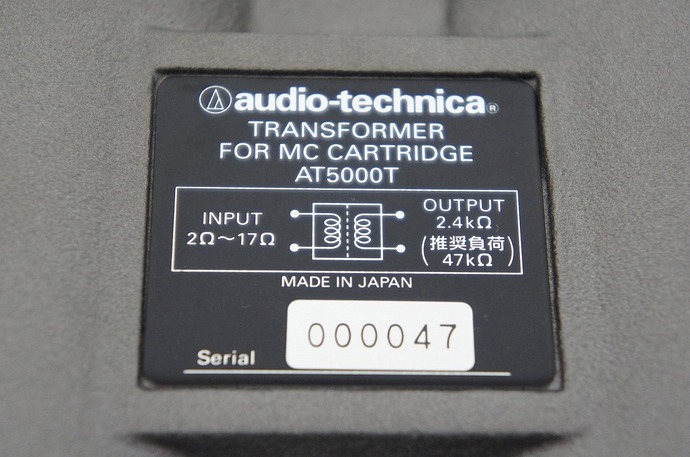 audio-technica®
TRANSFORMER
FOR MC CARTRIDGE
AT5000T
INPUT
2Ω～17Ω
OUTPUT
2.4kΩ
(推奨負荷
47kΩ)
MADE IN JAPAN
000047
Serial